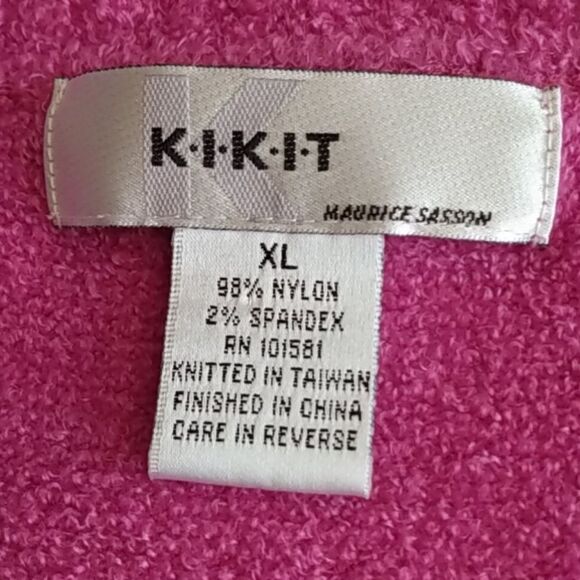 K·I·K·I·T
MAURICE SASSON
XL
98% NYLON
2% SPANDEX
RN 101581
KNITTED IN TAIWAN
FINISHED IN CHINA
CARE IN REVERSE